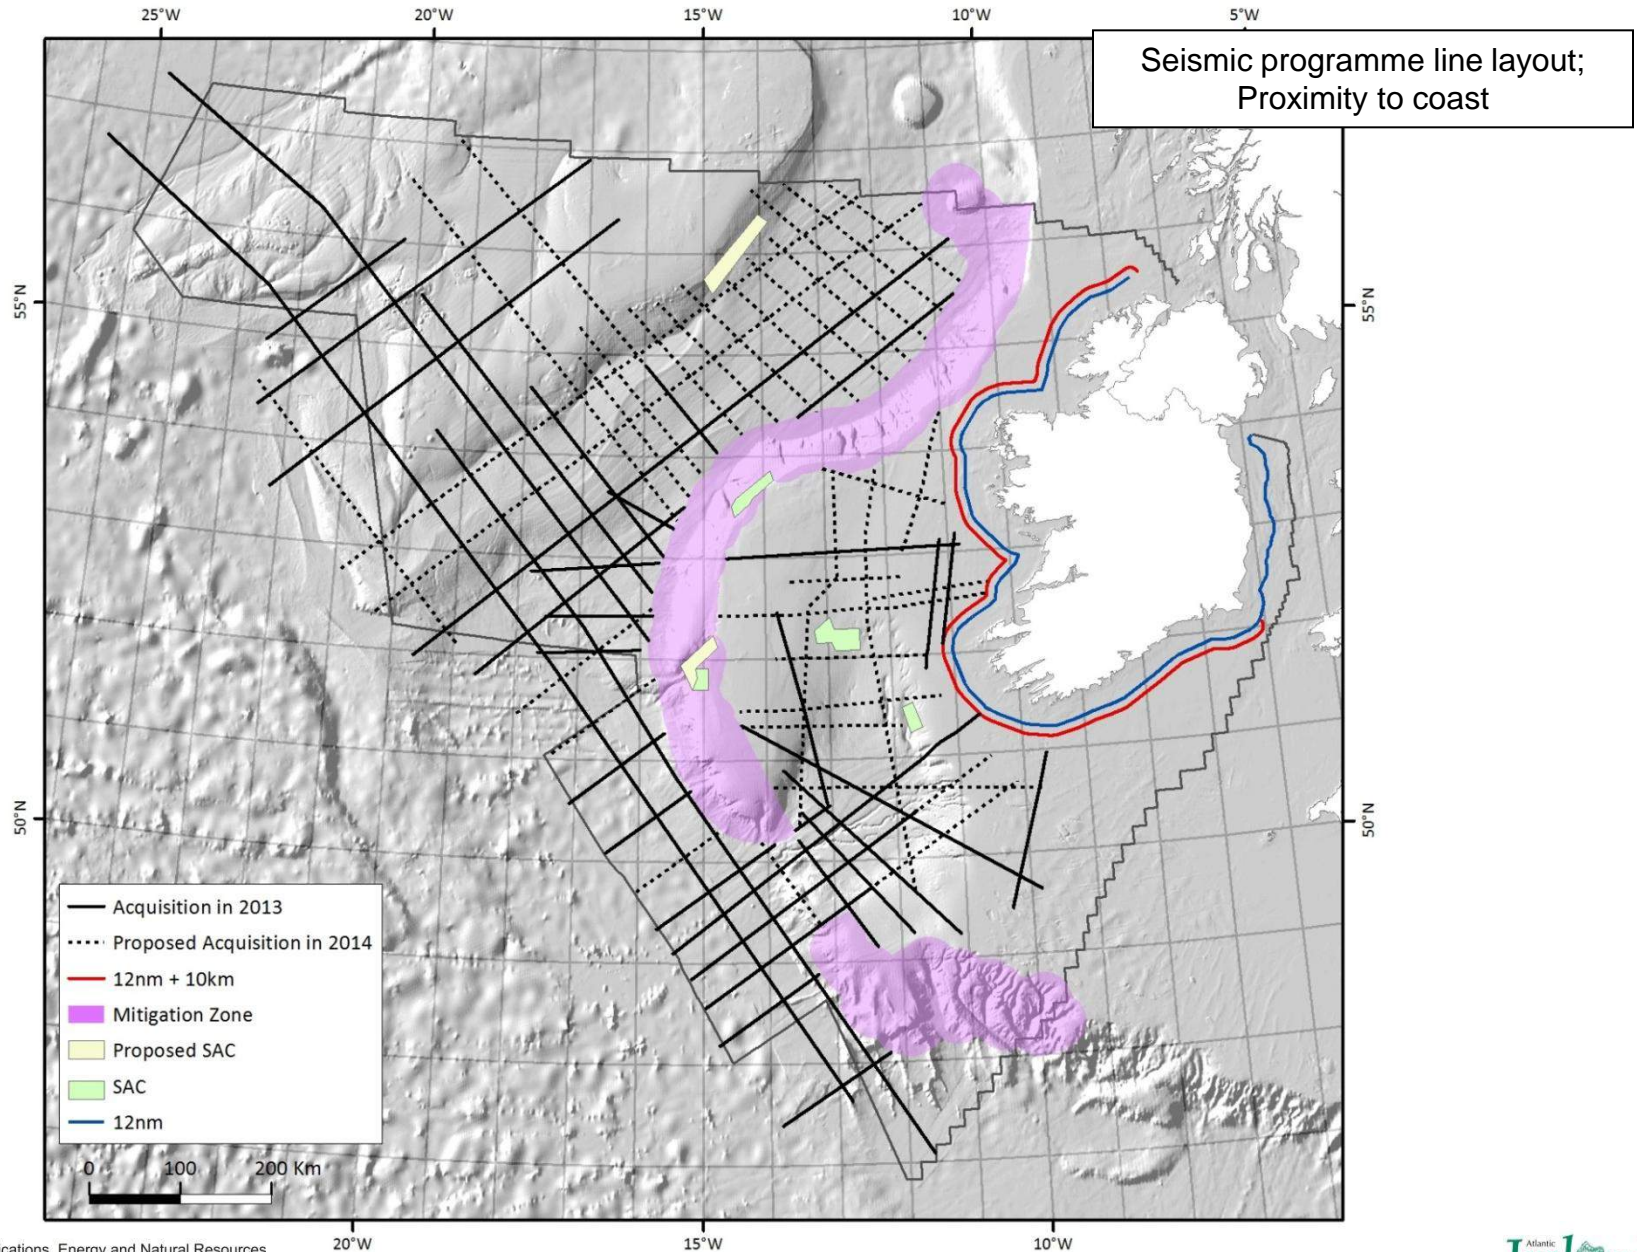 25°W 20°W 15°W 10°W 5°W
Seismic programme line layout;
Proximity to coast
55°N 55°N
50°N 50°N
Acquisition in 2013
Proposed Acquisition in 2014
12nm + 10km
Mitigation Zone
Proposed SAC
SAC
12nm
0 100 200 Km
20°W 15°W 10°W
Energy and Natural Resources
Atlantic